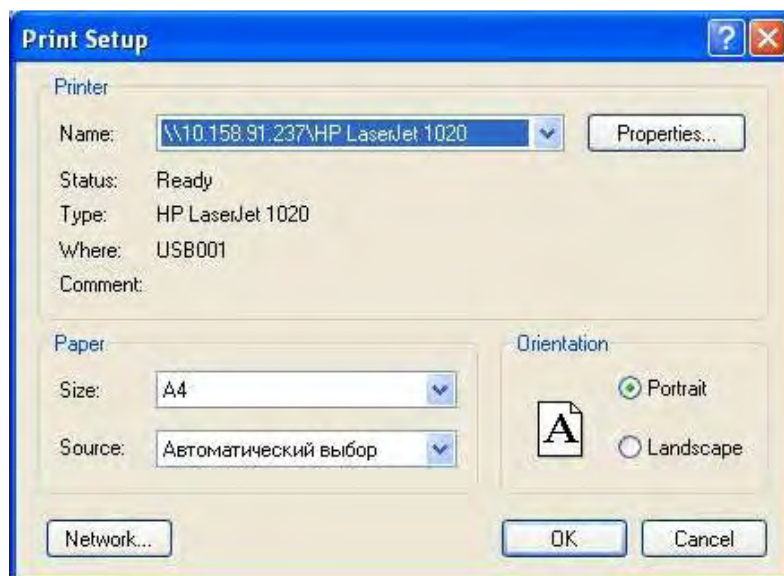 Print Setup
Printer
Name: \\10.158.91.237\HP LaserJet 1020 Properties...
Status: Ready
Type: HP LaserJet 1020
Where: USB001
Comment:
Paper
Size: A4
Source: Автоматический выбор
Orientation
A
Portrait
Landscape
Network... OK Cancel